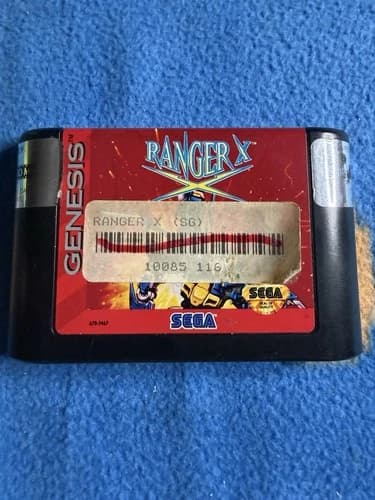 GENESIS
RANGER X
RANGER X (SG)
10085 116
SEGA
SEGA